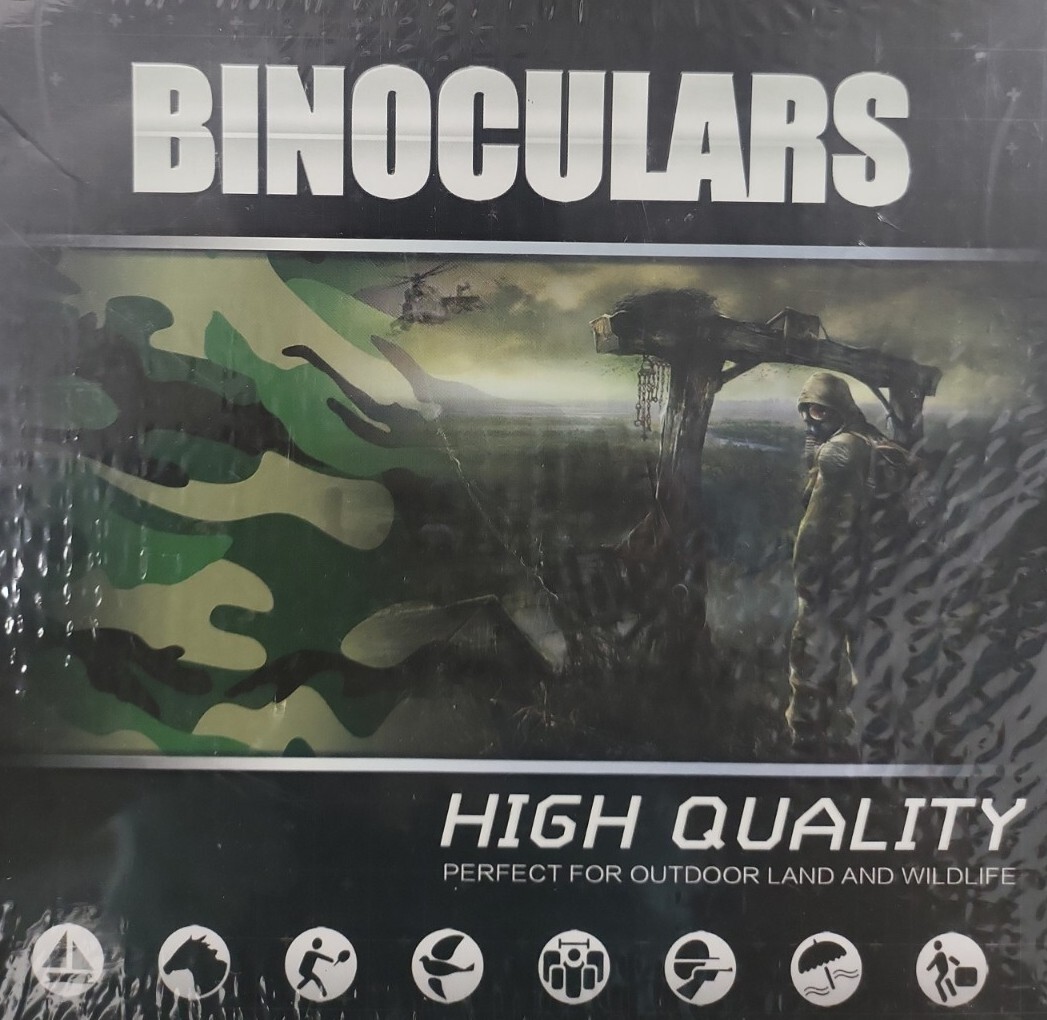 BINOCULARS
HIGH QUALITY
PERFECT FOR OUTDOOR LAND AND WILDLIFE